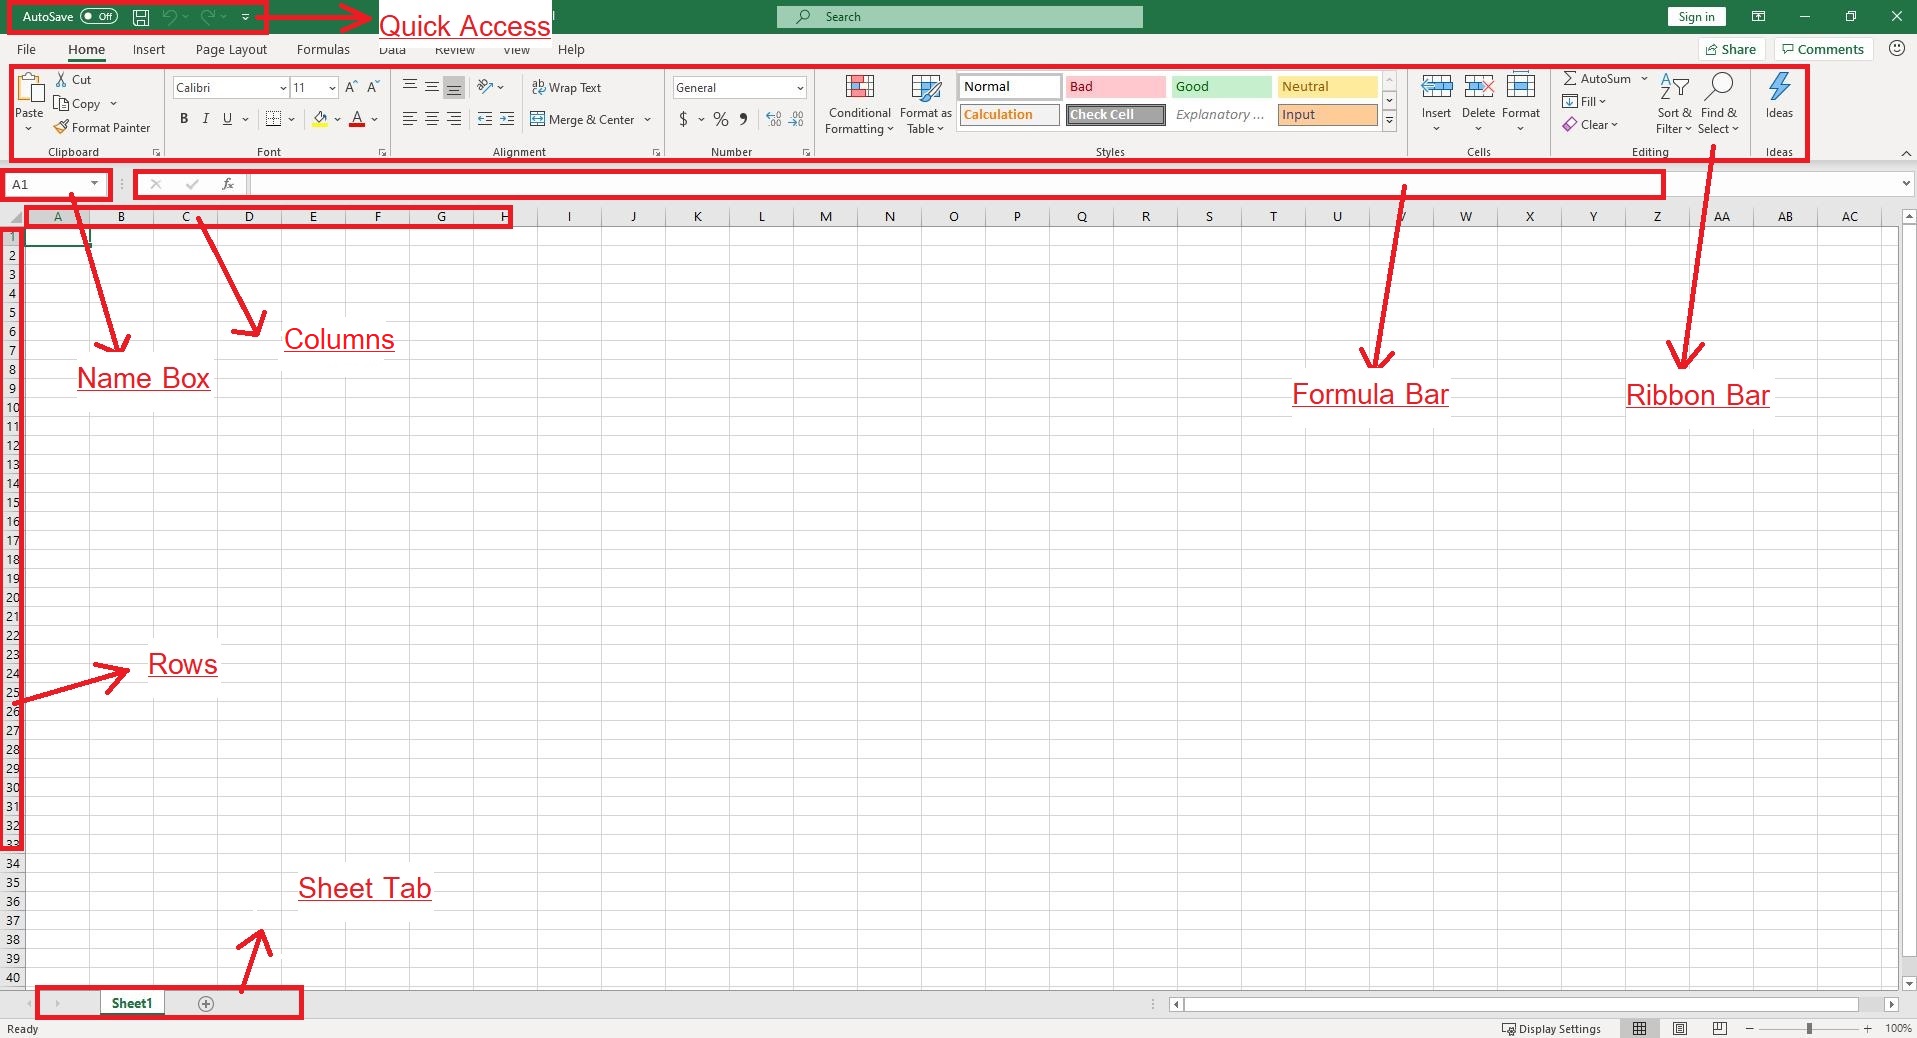 AutoSave Off
Quick Access
Search
Sign in
File Home Insert Page Layout Formulas Data Review View Help
Share Comments
Paste
Cut
Copy
Format Painter
Clipboard
Calibri 11
B I U A
Font
Wrap Text
Merge & Center
Alignment
General
$ % 9
Number
Conditional
Formatting
Format as
Table
Normal Bad Good Neutral
Calculation Check Cell Explanatory ... Input
Styles
Insert Delete Format
Cells
AutoSum
Fill
Clear
Sort &
Filter
Find &
Select
Editing
Ideas
Ideas
A1 fx
A B C D E F G H I J K L M N O P Q R S T U V W X Y Z AA AB AC
1
2
3
4
5
6
Columns
7
8
Name Box
9
Formula Bar
Ribbon Bar
10
11
12
13
14
15
16
17
18
19
20
21
22
23
Rows
24
25
26
27
28
29
30
31
32
33
34
35
Sheet Tab
36
37
38
39
40
Sheet1
Ready
Display Settings
100%